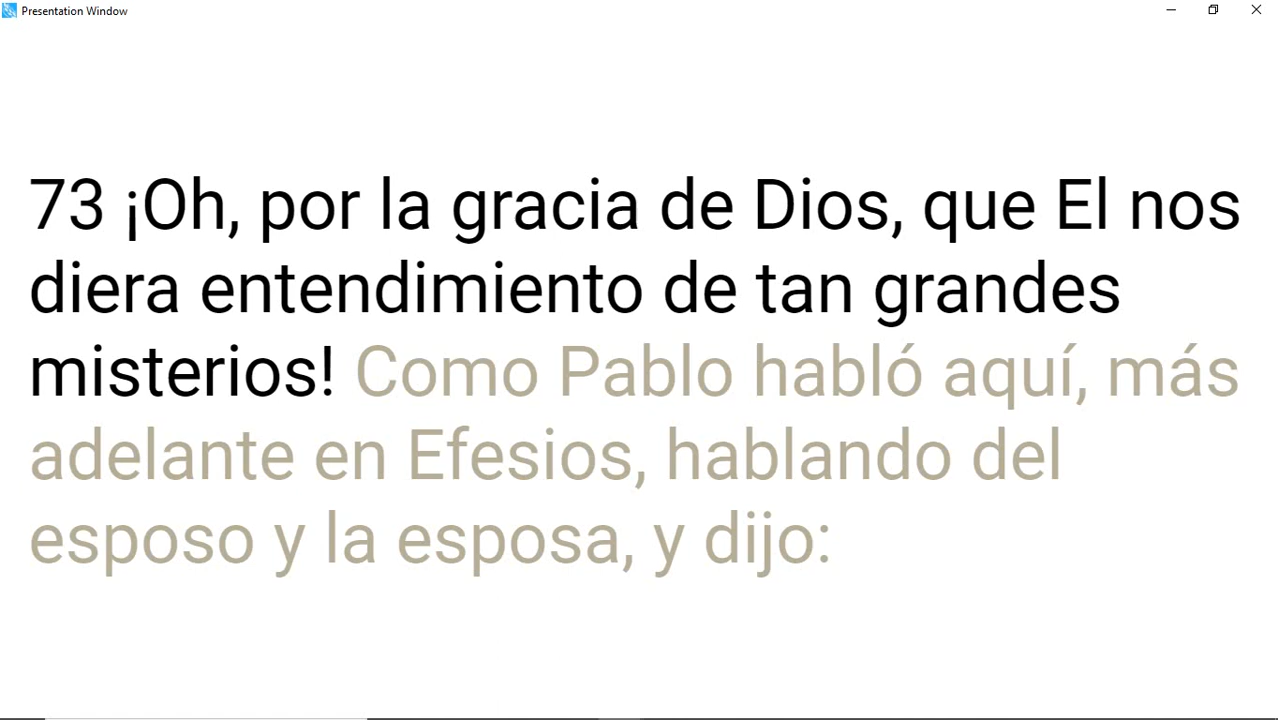 Presentation Window
73 ¡Oh, por la gracia de Dios, que El nos
diera entendimiento de tan grandes
misterios! Como Pablo habló aquí, más
adelante en Efesios, hablando del
esposo y la esposa, y dijo: